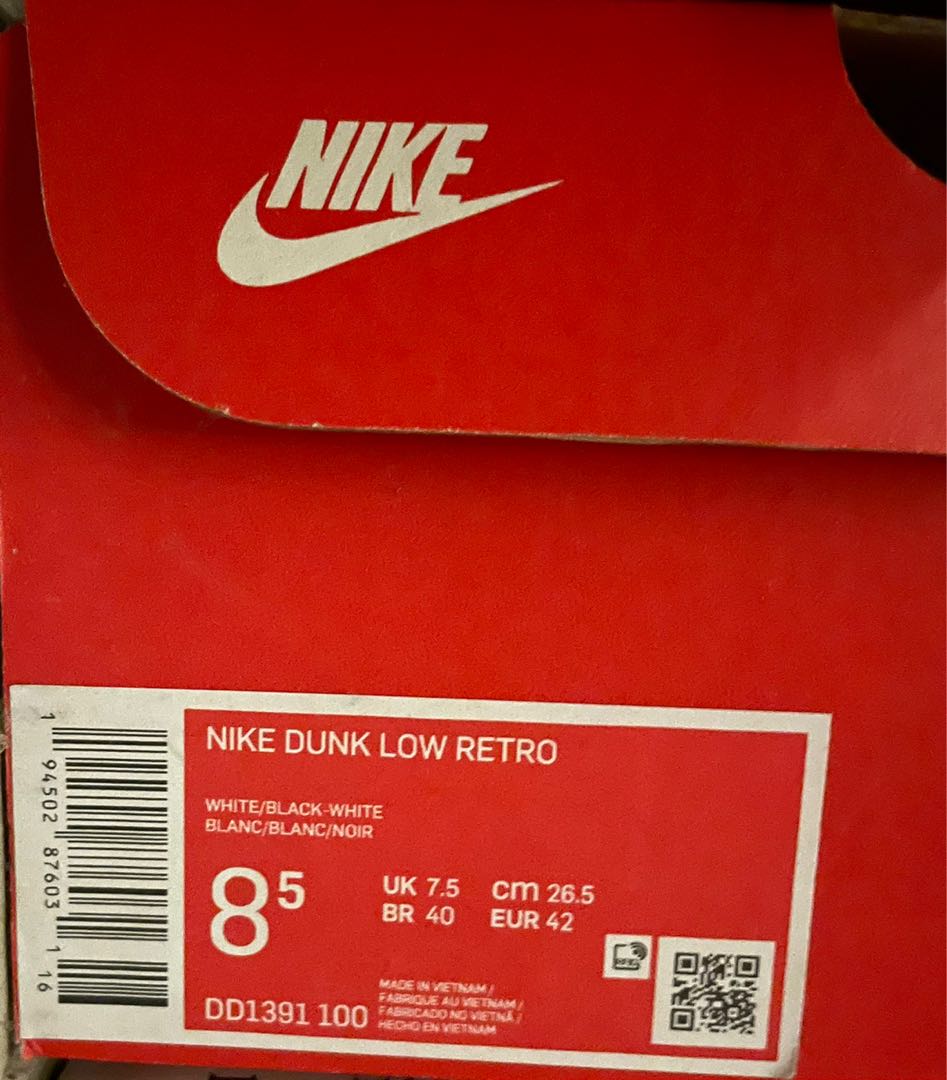 NIKE
NIKE DUNK LOW RETRO
WHITE/BLACK-WHITE
BLANC/BLANC/NOIR
8⁵
UK 7.5 cm 26.5
BR 40 EUR 42
DD1391 100
MADE IN VIETNAM /
FABRIQUE AU VIETNAM /
FABRICADO NO VIETNÃ /
HECHO EN VIETNAM
1 94502 87603 1 16